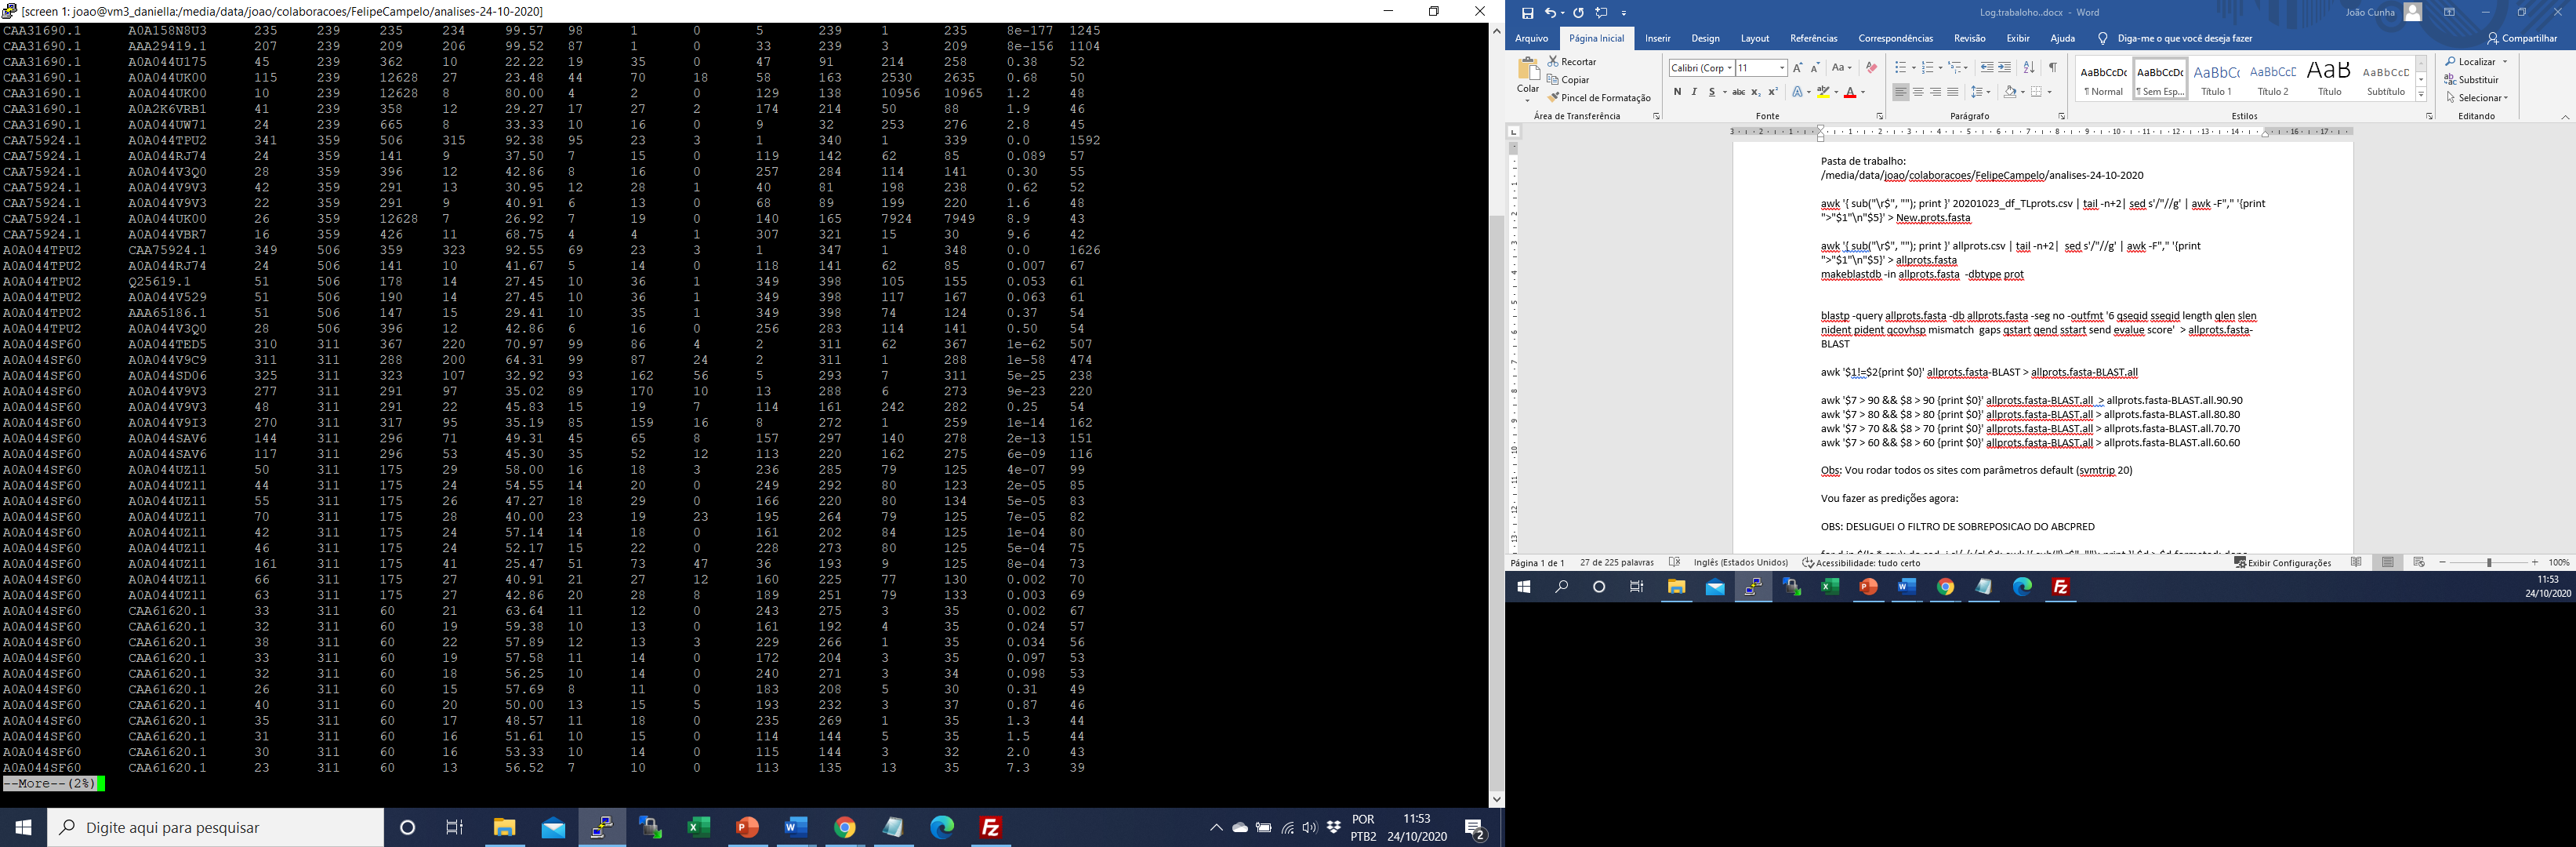 [screen 1: joao@vm3_daniella:/media/data/joao/colaboracoes/FelipeCampelo/analises-24-10-2020]
CAA31690.1 A0A158N8U3 235 239 235 234 99.57 98 1 0 5 239 1 235 8e-177 1245
CAA31690.1 AAA29419.1 207 239 209 206 99.52 87 1 0 33 239 3 209 8e-156 1104
CAA31690.1 A0A044U175 45 239 362 10 22.22 19 35 0 47 91 214 258 0.38 52
CAA31690.1 A0A044UK00 115 239 12628 27 23.48 44 70 18 58 163 2530 2635 0.68 50
CAA31690.1 A0A044UK00 10 239 12628 8 80.00 4 2 0 129 138 10956 10965 1.2 48
CAA31690.1 A0A2K6VRB1 41 239 358 12 29.27 17 27 2 174 214 50 88 1.9 46
CAA31690.1 A0A044UW71 24 239 665 8 33.33 10 16 0 9 32 253 276 2.8 45
CAA75924.1 A0A044TPU2 341 359 506 315 92.38 95 23 3 1 340 1 339 0.0 1592
CAA75924.1 A0A044RJ74 24 359 141 9 37.50 7 15 0 119 142 62 85 0.089 57
CAA75924.1 A0A044V3Q0 28 359 396 12 42.86 8 16 0 257 284 114 141 0.30 55
CAA75924.1 A0A044V9V3 42 359 291 13 30.95 12 28 1 40 81 198 238 0.62 52
CAA75924.1 A0A044V9V3 22 359 291 9 40.91 6 13 0 68 89 199 220 1.6 48
CAA75924.1 A0A044UK00 26 359 12628 7 26.92 7 19 0 140 165 7924 7949 8.9 43
CAA75924.1 A0A044VBR7 16 359 426 11 68.75 4 4 1 307 321 15 30 9.6 42
A0A044TPU2 CAA75924.1 349 506 359 323 92.55 69 23 3 1 347 1 348 0.0 1626
A0A044TPU2 A0A044RJ74 24 506 141 10 41.67 5 14 0 118 141 62 85 0.007 67
A0A044TPU2 Q25619.1 51 506 178 14 27.45 10 36 1 349 398 105 155 0.053 61
A0A044TPU2 A0A044V529 51 506 190 14 27.45 10 36 1 349 398 117 167 0.063 61
A0A044TPU2 AAA65186.1 51 506 147 15 29.41 10 35 1 349 398 74 124 0.37 54
A0A044TPU2 A0A044V3Q0 28 506 396 12 42.86 6 16 0 256 283 114 141 0.50 54
A0A044SF60 A0A044TED5 310 311 367 220 70.97 99 86 4 2 311 62 367 1e-62 507
A0A044SF60 A0A044V9C9 311 311 288 200 64.31 99 87 24 2 311 1 288 1e-58 474
A0A044SF60 A0A044SD06 325 311 323 107 32.92 93 162 56 5 293 7 311 5e-25 238
A0A044SF60 A0A044V9V3 277 311 291 97 35.02 89 170 10 13 288 6 273 9e-23 220
A0A044SF60 A0A044V9V3 48 311 291 22 45.83 15 19 7 114 161 242 282 0.25 54
A0A044SF60 A0A044V9I3 270 311 317 95 35.19 85 159 16 8 272 1 259 1e-14 162
A0A044SF60 A0A044SAV6 144 311 296 71 49.31 45 65 8 157 297 140 278 2e-13 151
A0A044SF60 A0A044SAV6 117 311 296 53 45.30 35 52 12 113 220 162 275 6e-09 116
A0A044SF60 A0A044UZ11 50 311 175 29 58.00 16 18 3 236 285 79 125 4e-07 99
A0A044SF60 A0A044UZ11 44 311 175 24 54.55 14 20 0 249 292 80 123 2e-05 85
A0A044SF60 A0A044UZ11 55 311 175 26 47.27 18 29 0 166 220 80 134 5e-05 83
A0A044SF60 A0A044UZ11 70 311 175 28 40.00 23 19 23 195 264 79 125 7e-05 82
A0A044SF60 A0A044UZ11 42 311 175 24 57.14 14 18 0 161 202 84 125 1e-04 80
A0A044SF60 A0A044UZ11 46 311 175 24 52.17 15 22 0 228 273 80 125 5e-04 75
A0A044SF60 A0A044UZ11 161 311 175 41 25.47 51 73 47 36 193 9 125 8e-04 73
A0A044SF60 A0A044UZ11 66 311 175 27 40.91 21 27 12 160 225 77 130 0.002 70
A0A044SF60 A0A044UZ11 63 311 175 27 42.86 20 28 8 189 251 79 133 0.003 69
A0A044SF60 CAA61620.1 33 311 60 21 63.64 11 12 0 243 275 3 35 0.002 67
A0A044SF60 CAA61620.1 32 311 60 19 59.38 10 13 0 161 192 4 35 0.024 57
A0A044SF60 CAA61620.1 38 311 60 22 57.89 12 13 3 229 266 1 35 0.034 56
A0A044SF60 CAA61620.1 33 311 60 19 57.58 11 14 0 172 204 3 35 0.097 53
A0A044SF60 CAA61620.1 32 311 60 18 56.25 10 14 0 240 271 3 34 0.098 53
A0A044SF60 CAA61620.1 26 311 60 15 57.69 8 11 0 183 208 5 30 0.31 49
A0A044SF60 CAA61620.1 40 311 60 20 50.00 13 15 5 193 232 3 37 0.87 46
A0A044SF60 CAA61620.1 35 311 60 17 48.57 11 18 0 235 269 1 35 1.3 44
A0A044SF60 CAA61620.1 31 311 60 16 51.61 10 15 0 114 144 5 35 1.5 44
A0A044SF60 CAA61620.1 30 311 60 16 53.33 10 14 0 115 144 3 32 2.0 43
A0A044SF60 CAA61620.1 23 311 60 13 56.52 7 10 0 113 135 13 35 7.3 39
--More--(2%)
Digite aqui para pesquisar
POR
PTB2
11:53
24/10/2020
2
Log.trabaloho..docx - Word
João Cunha
Arquivo Página Inicial Inserir Design Layout Referências Correspondências Revisão Exibir Ajuda Diga-me o que você deseja fazer Compartilhar
Colar
Recortar
Copiar
Pincel de Formatação
Área de Transferência
Calibri (Corp 11
N I S abc x₂ x²
Fonte
Parágrafo
AaBbCcDc AaBbCcDc AaBbCc AaBbCcC AaB AaBbCcD
¶ Normal ¶ Sem Esp... Título 1 Título 2 Título Subtítulo
Estilos
Localizar
Substituir
Selecionar
Editando
Pasta de trabalho:
/media/data/joao/colaboracoes/FelipeCampelo/analises-24-10-2020
awk '{ sub("\r$", ""); print }' 20201023_df_TLprots.csv | tail -n+2| sed s'/"//g' | awk -F"," '{print
">"$1"\n"$5}' > New.prots.fasta
awk '{ sub("\r$", ""); print }' allprots.csv | tail -n+2| sed s'/"//g' | awk -F"," '{print
">"$1"\n"$5}' > allprots.fasta
makeblastdb -in allprots.fasta -dbtype prot
blastp -query allprots.fasta -db allprots.fasta -seg no -outfmt '6 qseqid sseqid length qlen slen
nident pident qcovhsp mismatch gaps qstart qend sstart send evalue score' > allprots.fasta-
BLAST
awk '$1!=$2{print $0}' allprots.fasta-BLAST > allprots.fasta-BLAST.all
awk '$7 > 90 && $8 > 90 {print $0}' allprots.fasta-BLAST.all > allprots.fasta-BLAST.all.90.90
awk '$7 > 80 && $8 > 80 {print $0}' allprots.fasta-BLAST.all > allprots.fasta-BLAST.all.80.80
awk '$7 > 70 && $8 > 70 {print $0}' allprots.fasta-BLAST.all > allprots.fasta-BLAST.all.70.70
awk '$7 > 60 && $8 > 60 {print $0}' allprots.fasta-BLAST.all > allprots.fasta-BLAST.all.60.60
Obs: Vou rodar todos os sites com parâmetros default (svmtrip 20)
Vou fazer as predições agora:
OBS: DESLIGUEI O FILTRO DE SOBREPOSICAO DO ABCPRED
Página 1 de 1 27 de 225 palavras Inglês (Estados Unidos) Acessibilidade: tudo certo Exibir Configurações 100%
11:53
24/10/2020